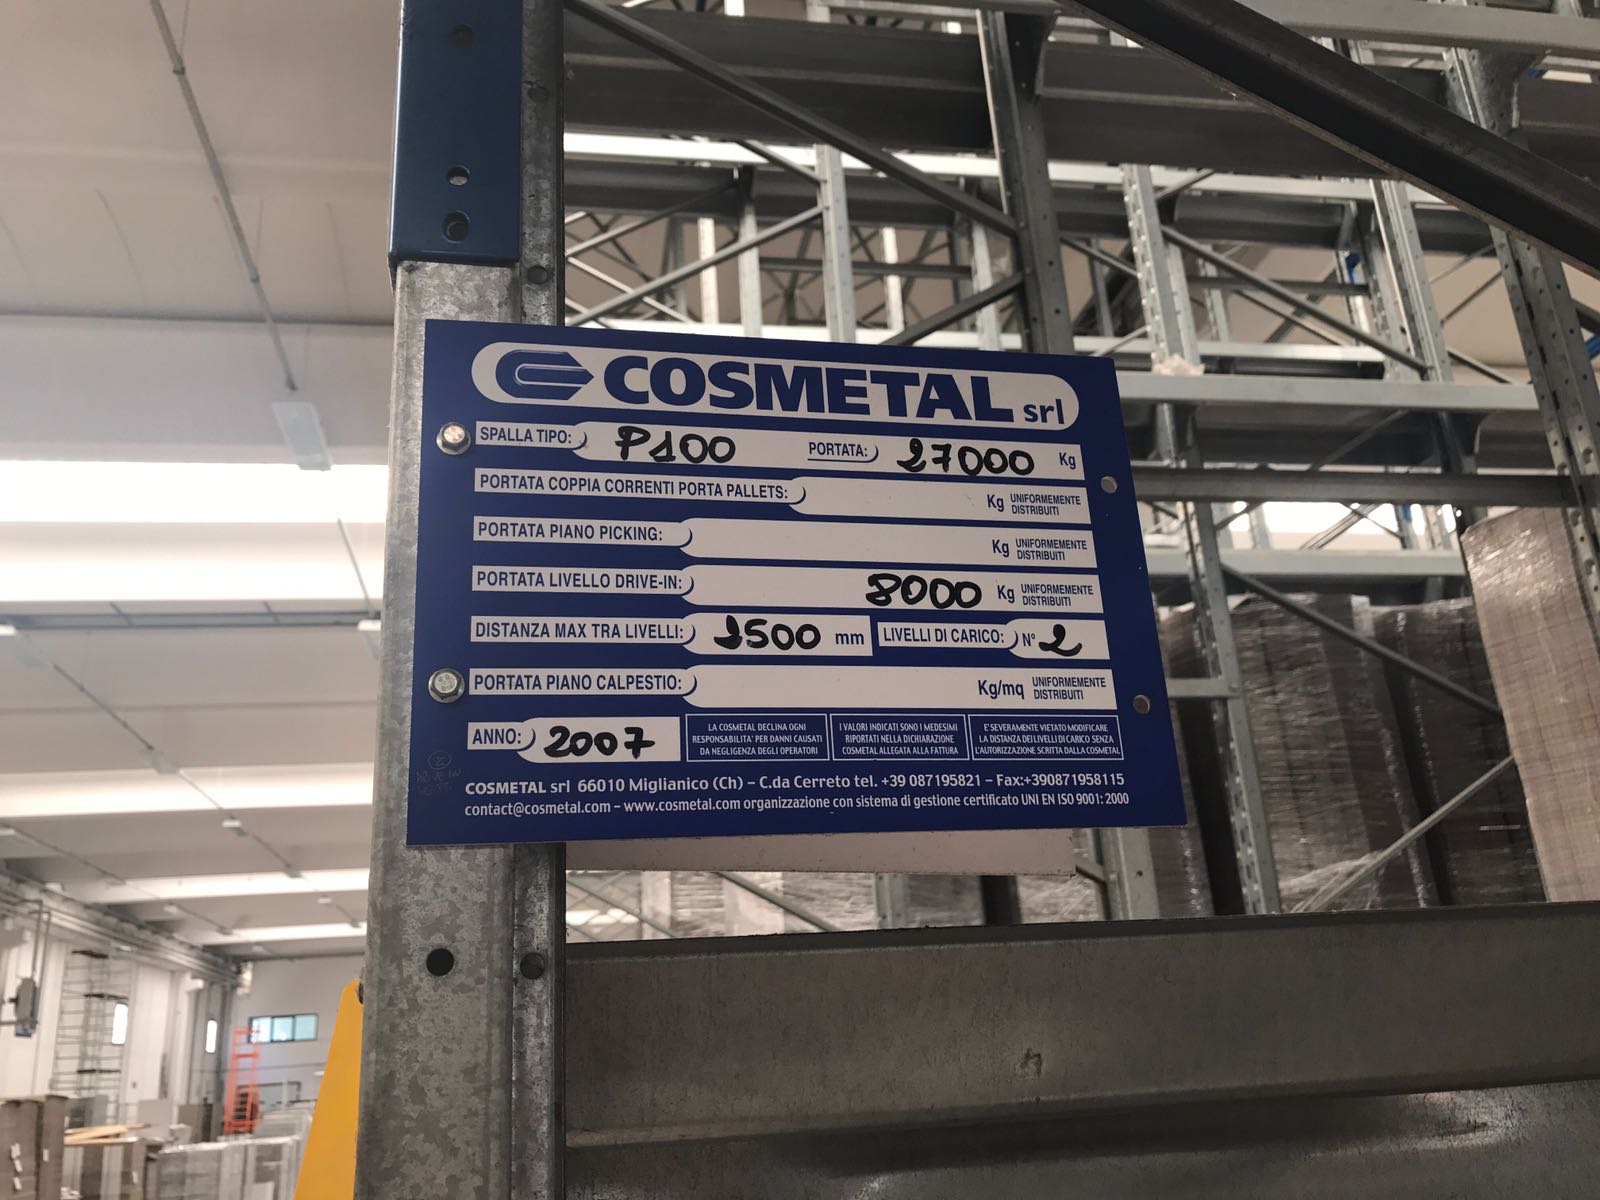 COSMETAL srl
SPALLA TIPO: P100 PORTATA: 27000 Kg
PORTATA COPPIA CORRENTI PORTA PALLETS: Kg UNIFORMEMENTE DISTRIBUITI
PORTATA PIANO PICKING: Kg UNIFORMEMENTE DISTRIBUITI
PORTATA LIVELLO DRIVE-IN: 8000 Kg UNIFORMEMENTE DISTRIBUITI
DISTANZA MAX TRA LIVELLI: 1500 mm LIVELLI DI CARICO: N° 2
PORTATA PIANO CALPESTIO: Kg/mq UNIFORMEMENTE DISTRIBUITI
ANNO: 2007
LA COSMETAL DECLINA OGNI
RESPONSABILITA' PER DANNI CAUSATI
DA NEGLIGENZA DEGLI OPERATORI
I VALORI INDICATI SONO I MEDESIMI
RIPORTATI NELLA DICHIARAZIONE
COSMETAL ALLEGATA ALLA FATTURA
E' SEVERAMENTE VIETATO MODIFICARE
LA DISTANZA DEI LIVELLI DI CARICO SENZA
L'AUTORIZZAZIONE SCRITTA DALLA COSMETAL
COSMETAL srl 66010 Miglianico (Ch) – C.da Cerreto tel. +39 087195821 – Fax:+390871958115
contact@cosmetal.com – www.cosmetal.com organizzazione con sistema di gestione certificato UNI EN ISO 9001: 2000